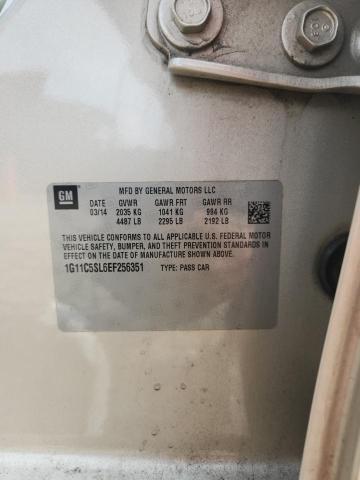 GM
MFD BY GENERAL MOTORS LLC
DATE GVWR GAWR FRT GAWR RR
03/14 2035 KG 1041 KG 994 KG
4487 LB 2295 LB 2192 LB
THIS VEHICLE CONFORMS TO ALL APPLICABLE U.S. FEDERAL MOTOR
VEHICLE SAFETY, BUMPER, AND THEFT PREVENTION STANDARDS IN
EFFECT ON THE DATE OF MANUFACTURE SHOWN ABOVE.
1G11C5SL6EF256351 TYPE: PASS CAR